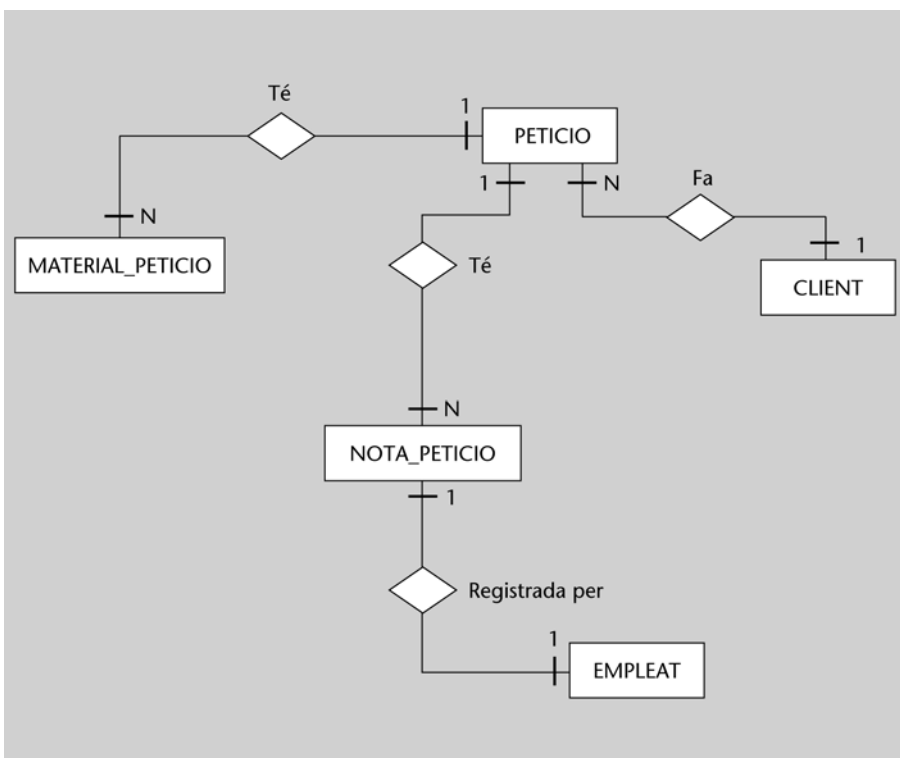 Té
1
PETICIO
1
N
Fa
N
1
MATERIAL_PETICIO
Té
CLIENT
N
NOTA_PETICIO
1
Registrada per
1
EMPLEAT